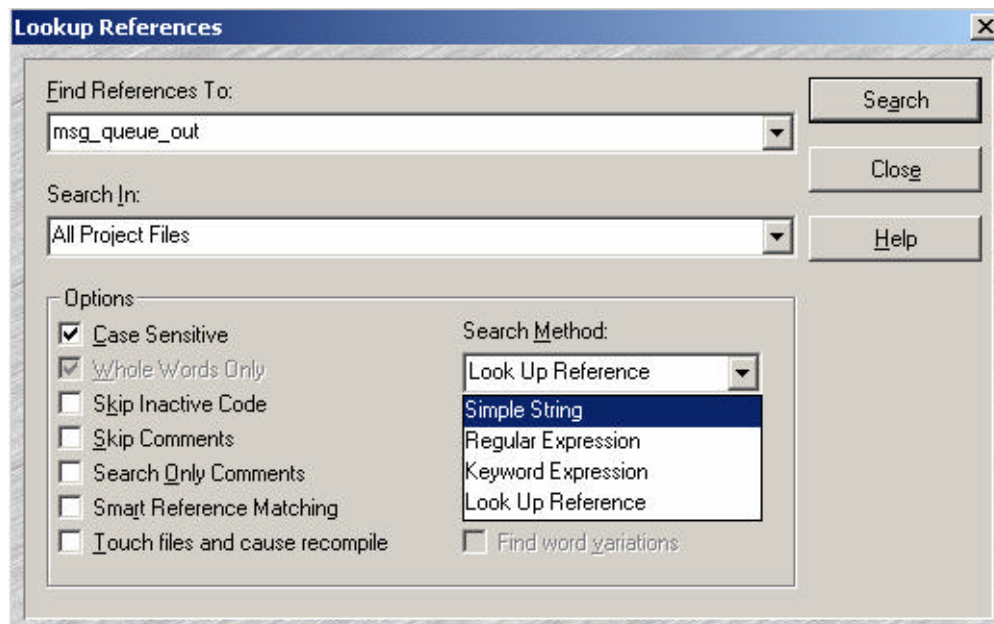 Lookup References
Find References To:
Search
msg_queue_out
Close
Search In:
All Project Files
Help
Options
Case Sensitive
Search Method:
Whole Words Only
Look Up Reference
Skip Inactive Code
Simple String
Skip Comments
Regular Expression
Search Only Comments
Keyword Expression
Smart Reference Matching
Look Up Reference
Touch files and cause recompile
Find word variations